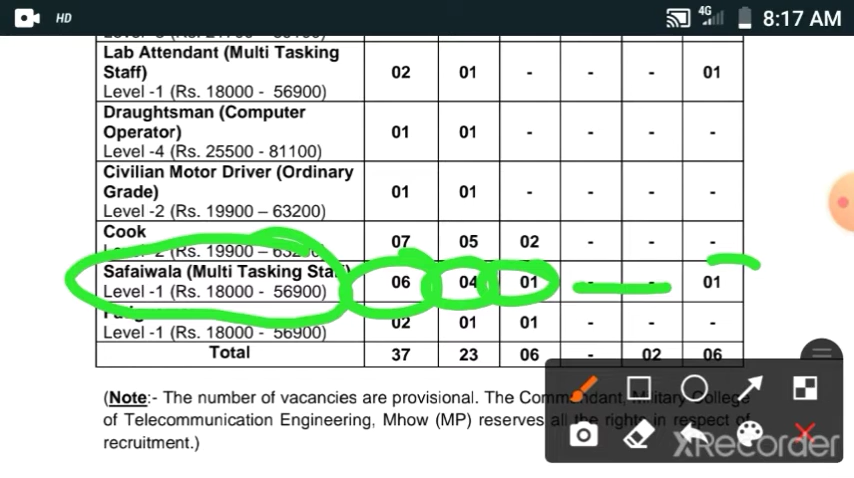 HD 4G 8:17 AM
Lab Attendant (Multi Tasking
Staff) 02 01 - - - 01
Level -1 (Rs. 18000 - 56900)
Draughtsman (Computer
Operator) 01 01 - - - -
Level -4 (Rs. 25500 - 81100)
Civilian Motor Driver (Ordinary
Grade) 01 01 - - - -
Level -2 (Rs. 19900 – 63200)
Cook 07 05 02 - - -
Level -2 (Rs. 19900 – 63200)
Safaiwala (Multi Tasking Staff) 06 04 01 - - 01
Level -1 (Rs. 18000 - 56900)
02 01 01 - - -
Level -1 (Rs. 18000 - 56900)
Total 37 23 06 - 02 06
(Note:- The number of vacancies are provisional. The Commandant, Military College
of Telecommunication Engineering, Mhow (MP) reserves all the rights in respect of
recruitment.)
XRecorder